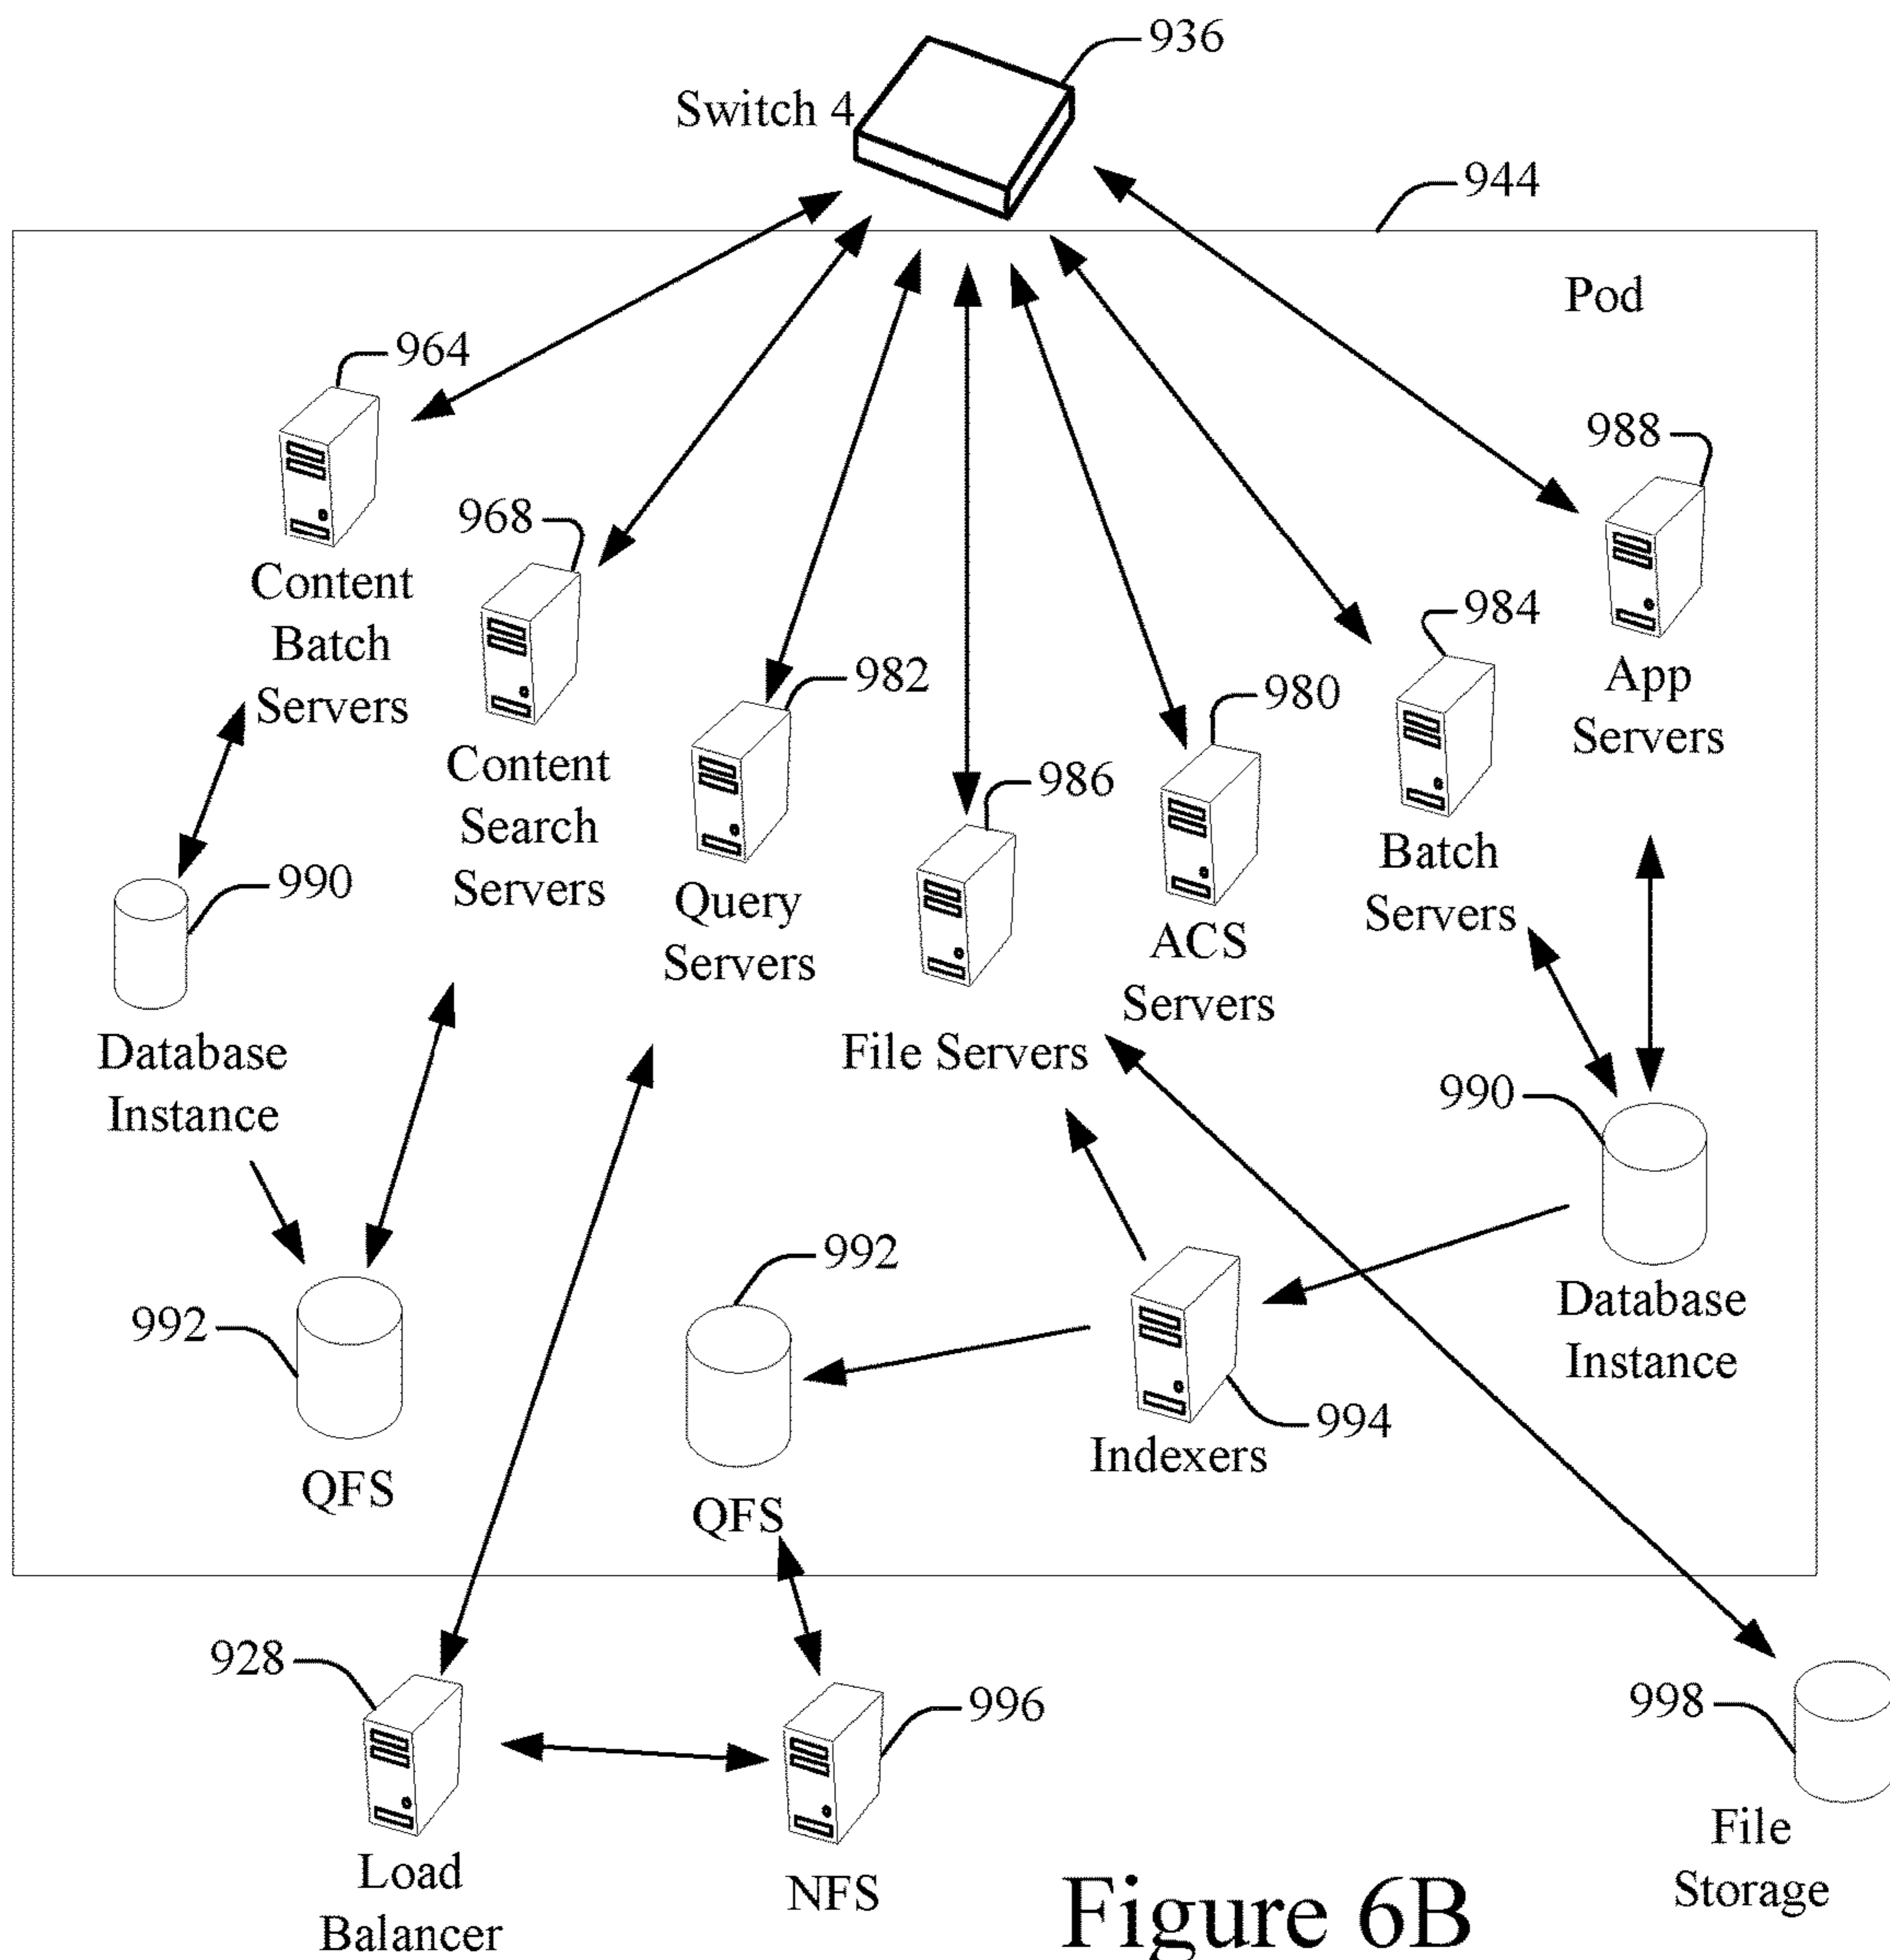 936
Switch 4
944
Pod
964
988
968
Content
Batch
Servers
984
982
980
App
Servers
Content
Search
Servers
986
Batch
Servers
990
Query
Servers
ACS
Servers
Database
Instance
File Servers
990
992
992
Database
Instance
994
Indexers
QFS
QFS
928
996
998
Load
Balancer
NFS
File
Storage
Figure 6B